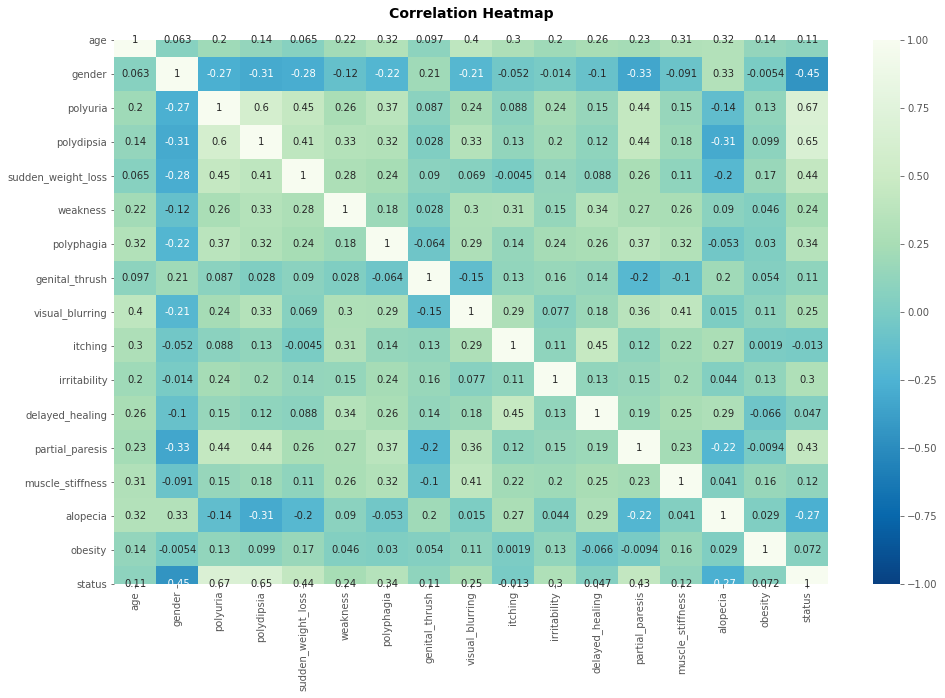 Correlation Heatmap
age 1 0.063 0.2 0.14 0.065 0.22 0.32 0.097 0.4 0.3 0.2 0.26 0.23 0.31 0.32 0.14 0.11
gender 0.063 1 -0.27 -0.31 -0.28 -0.12 -0.22 0.21 -0.21 -0.052 -0.014 -0.1 -0.33 -0.091 0.33 -0.0054 -0.45
polyuria 0.2 -0.27 1 0.6 0.45 0.26 0.37 0.087 0.24 0.088 0.24 0.15 0.44 0.15 -0.14 0.13 0.67
polydipsia 0.14 -0.31 0.6 1 0.41 0.33 0.32 0.028 0.33 0.13 0.2 0.12 0.44 0.18 -0.31 0.099 0.65
sudden_weight_loss 0.065 -0.28 0.45 0.41 1 0.28 0.24 0.09 0.069 -0.0045 0.14 0.088 0.26 0.11 -0.2 0.17 0.44
weakness 0.22 -0.12 0.26 0.33 0.28 1 0.18 0.028 0.3 0.31 0.15 0.34 0.27 0.26 0.09 0.046 0.24
polyphagia 0.32 -0.22 0.37 0.32 0.24 0.18 1 -0.064 0.29 0.14 0.24 0.26 0.37 0.32 -0.053 0.03 0.34
genital_thrush 0.097 0.21 0.087 0.028 0.09 0.028 -0.064 1 -0.15 0.13 0.16 0.14 -0.2 -0.1 0.2 0.054 0.11
visual_blurring 0.4 -0.21 0.24 0.33 0.069 0.3 0.29 -0.15 1 0.29 0.077 0.18 0.36 0.41 0.015 0.11 0.25
itching 0.3 -0.052 0.088 0.13 -0.0045 0.31 0.14 0.13 0.29 1 0.11 0.45 0.12 0.22 0.27 0.0019 -0.013
irritability 0.2 -0.014 0.24 0.2 0.14 0.15 0.24 0.16 0.077 0.11 1 0.13 0.15 0.2 0.044 0.13 0.3
delayed_healing 0.26 -0.1 0.15 0.12 0.088 0.34 0.26 0.14 0.18 0.45 0.13 1 0.19 0.25 0.29 -0.066 0.047
partial_paresis 0.23 -0.33 0.44 0.44 0.26 0.27 0.37 -0.2 0.36 0.12 0.15 0.19 1 0.23 -0.22 -0.0094 0.43
muscle_stiffness 0.31 -0.091 0.15 0.18 0.11 0.26 0.32 -0.1 0.41 0.22 0.2 0.25 0.23 1 0.041 0.16 0.12
alopecia 0.32 0.33 -0.14 -0.31 -0.2 0.09 -0.053 0.2 0.015 0.27 0.044 0.29 -0.22 0.041 1 0.029 -0.27
obesity 0.14 -0.0054 0.13 0.099 0.17 0.046 0.03 0.054 0.11 0.0019 0.13 -0.066 -0.0094 0.16 0.029 1 0.072
status 0.11 -0.45 0.67 0.65 0.44 0.24 0.34 0.11 0.25 -0.013 0.3 0.047 0.43 0.12 -0.27 0.072 1
age gender polyuria polydipsia sudden_weight_loss weakness polyphagia genital_thrush visual_blurring itching irritability delayed_healing partial_paresis muscle_stiffness alopecia obesity status
1.00
0.75
0.50
0.25
0.00
−0.25
−0.50
−0.75
−1.00